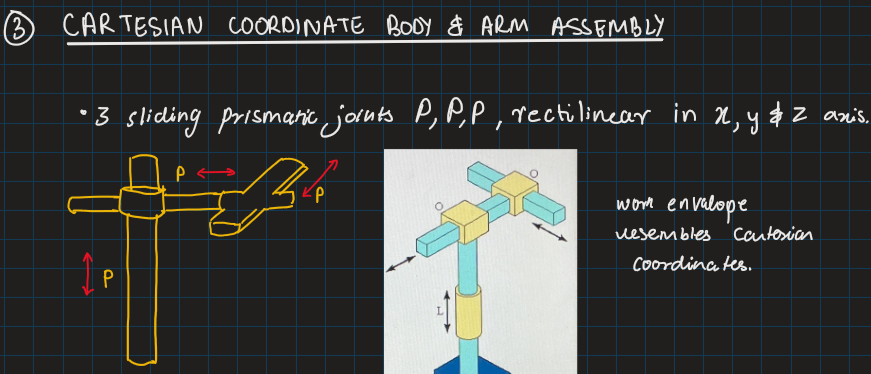 ③ CARTESIAN COORDINATE BODY & ARM ASSEMBLY
• 3 sliding prismatic joints P, P, P, rectilinear in x, y & z axis.
P
P
P
O
O
L
work envelope
resembles Cartesian
coordinates.